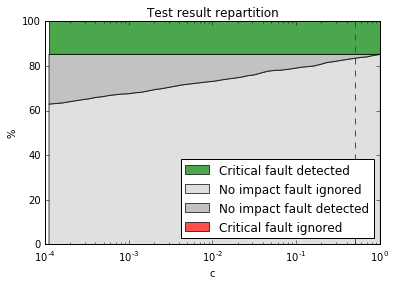 Test result repartition
100
80
60
40
20
0
%
Critical fault detected
No impact fault ignored
No impact fault detected
Critical fault ignored
10^-4 10^-3 10^-2 10^-1 10^0
c